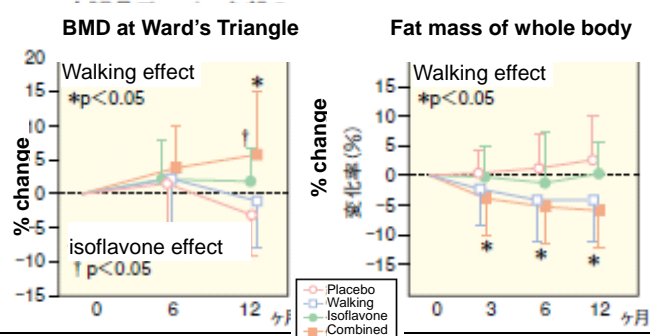 BMD at Ward's Triangle
Walking effect
*p<0.05
% change
20
15
10
5
0
-5
-10
-15
*
†
isoflavone effect
† p<0.05
0 6 12 ヶ月
Fat mass of whole body
Walking effect
*p<0.05
% change
変化率(%)
15
10
5
0
-5
-10
-15
* * *
0 3 6 12 ヶ月
Placebo
Walking
Isoflavone
Combined